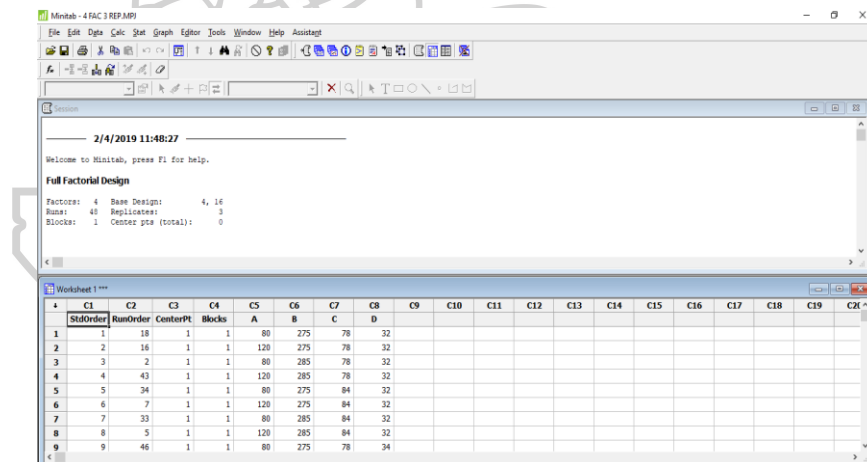 Minitab - 4 FAC 3 REP.MPJ
File Edit Data Calc Stat Graph Editor Tools Window Help Assistant
Session
2/4/2019 11:48:27
Welcome to Minitab, press F1 for help.
Full Factorial Design
Factors: 4 Base Design: 4, 16
Runs: 48 Replicates: 3
Blocks: 1 Center pts (total): 0
Worksheet 1 ***
C1 C2 C3 C4 C5 C6 C7 C8 C9 C10 C11 C12 C13 C14 C15 C16 C17 C18 C19
StdOrder RunOrder CenterPt Blocks A B C D
1 1 18 1 1 80 275 78 32
2 2 16 1 1 120 275 78 32
3 3 2 1 1 80 285 78 32
4 4 43 1 1 120 285 78 32
5 5 34 1 1 80 275 84 32
6 6 7 1 1 120 275 84 32
7 7 33 1 1 80 285 84 32
8 8 5 1 1 120 285 84 32
9 9 46 1 1 80 275 78 34